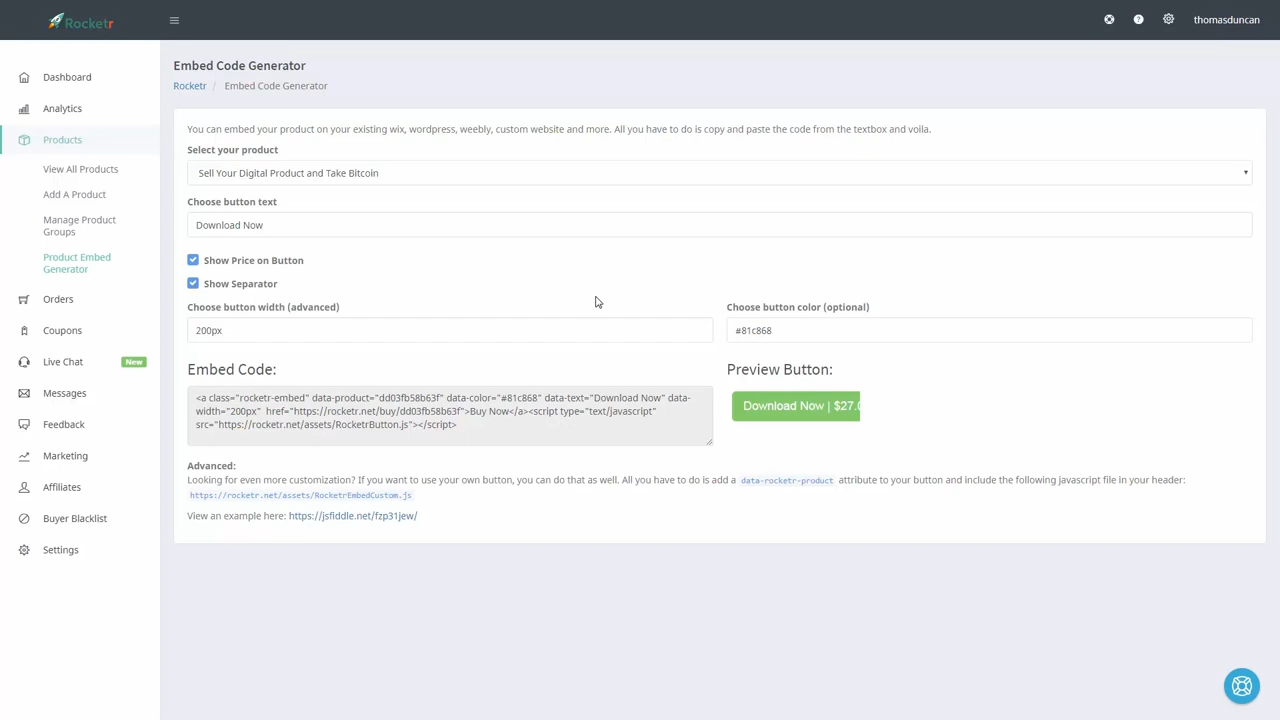 Rocketr
thomasduncan
Dashboard
Analytics
Products
View All Products
Add A Product
Manage Product
Groups
Product Embed
Generator
Orders
Coupons
Live Chat New
Messages
Feedback
Marketing
Affiliates
Buyer Blacklist
Settings
Embed Code Generator
Rocketr / Embed Code Generator
You can embed your product on your existing wix, wordpress, weebly, custom website and more. All you have to do is copy and paste the code from the textbox and voila.
Select your product
Sell Your Digital Product and Take Bitcoin
Choose button text
Download Now
Show Price on Button
Show Separator
Choose button width (advanced)
200px
Choose button color (optional)
#81c868
Embed Code:
<a class="rocketr-embed" data-product="dd03fb58b63f" data-color="#81c868" data-text="Download Now" data-
width="200px" href="https://rocketr.net/buy/dd03fb58b63f">Buy Now</a><script type="text/javascript"
src="https://rocketr.net/assets/RocketrButton.js"></script>
Preview Button:
Download Now | $27.0
Advanced:
Looking for even more customization? If you want to use your own button, you can do that as well. All you have to do is add a data-rocketr-product attribute to your button and include the following javascript file in your header:
https://rocketr.net/assets/RocketrEmbedCustom.js
View an example here: https://jsfiddle.net/fzp31jew/